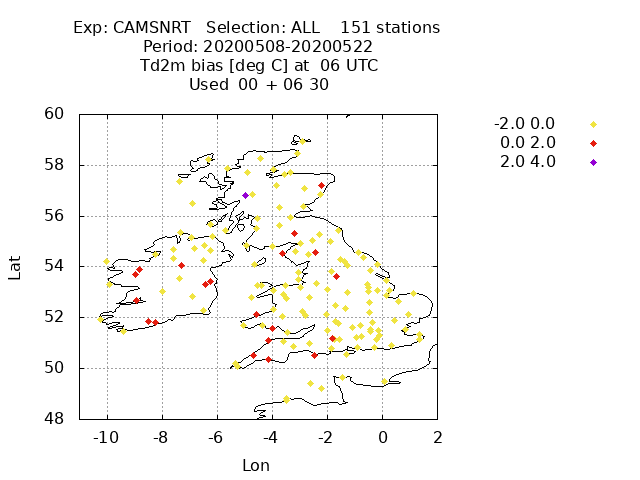 Exp: CAMSNRT Selection: ALL 151 stations
Period: 20200508-20200522
Td2m bias [deg C] at 06 UTC
Used 00 + 06 30
-2.0 0.0
0.0 2.0
2.0 4.0
60
58
56
54
52
50
48
Lat
-10 -8 -6 -4 -2 0 2
Lon